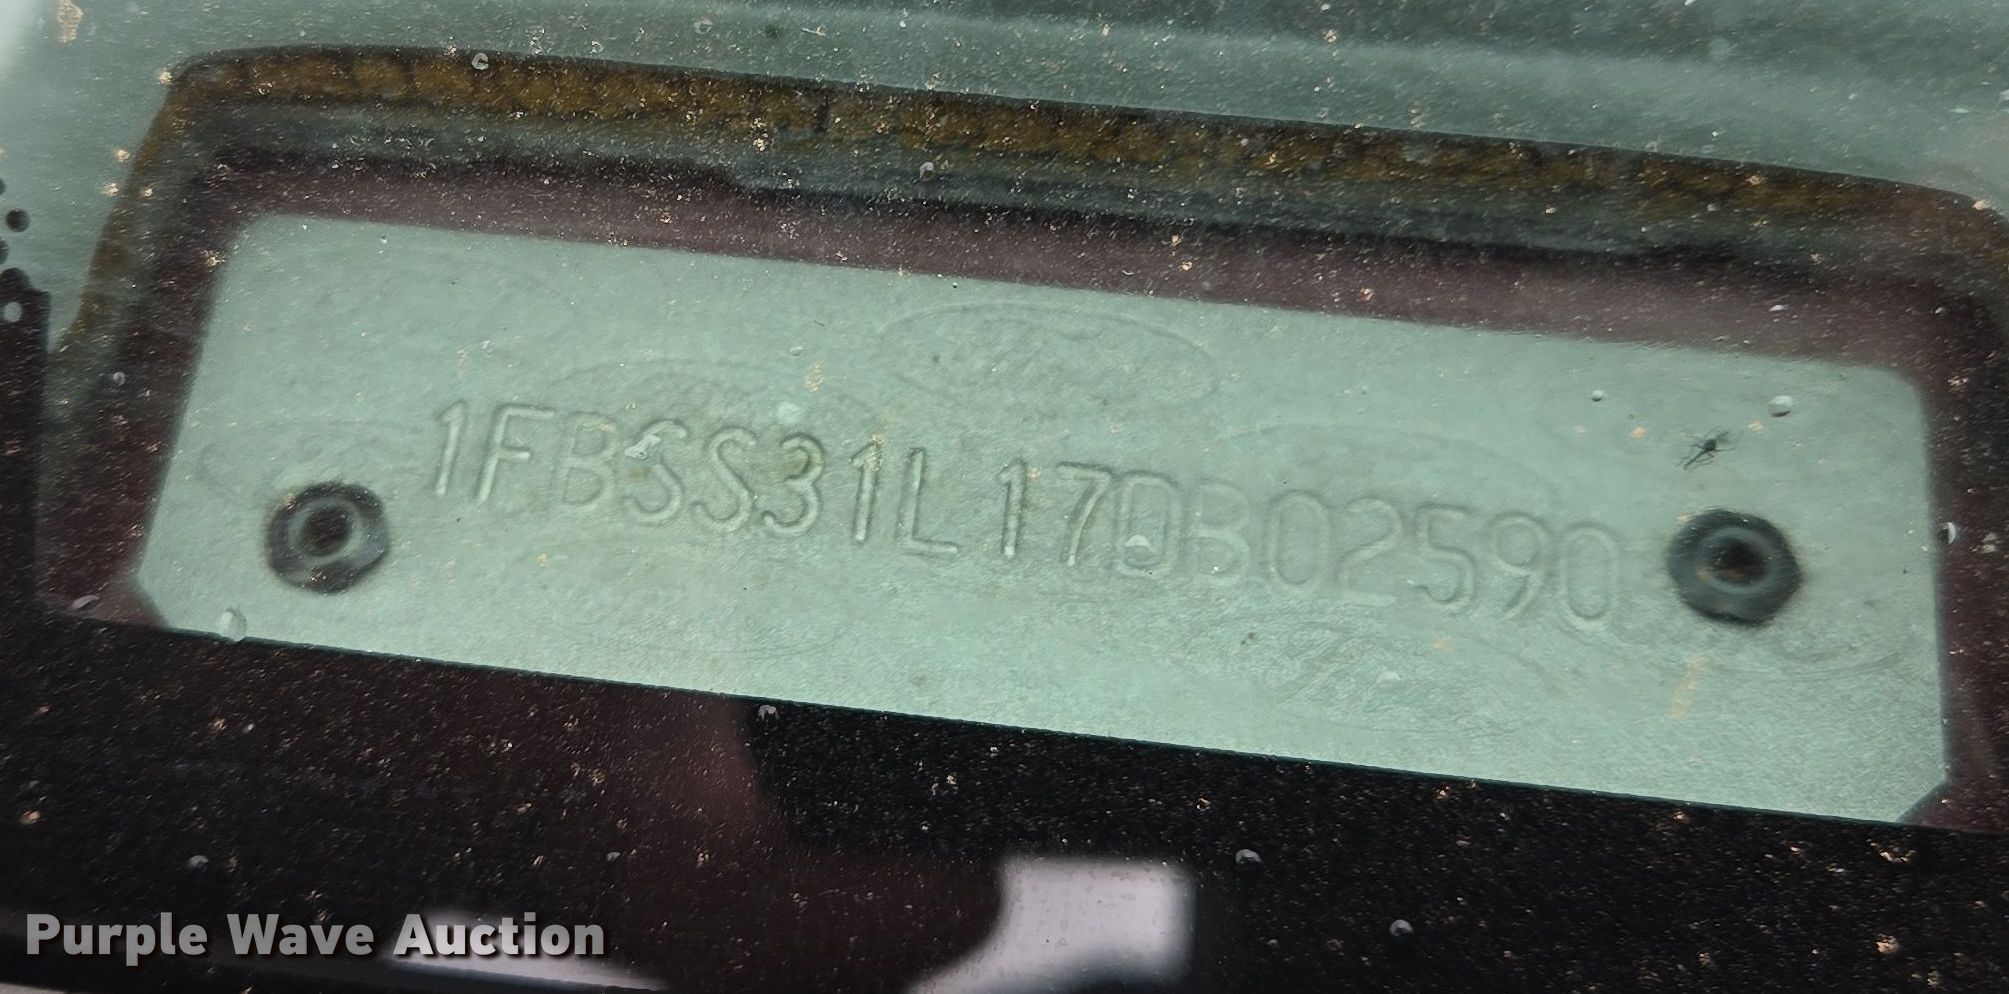 1FBSS31L17DB02590
Purple Wave Auction